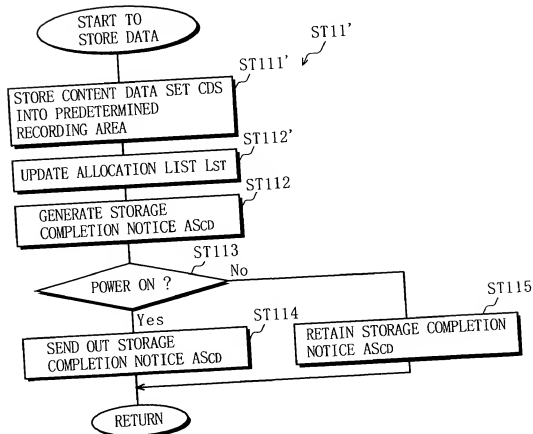 START TO
STORE DATA
ST11'
ST111'
STORE CONTENT DATA SET CDS
INTO PREDETERMINED
RECORDING AREA
ST112'
UPDATE ALLOCATION LIST LST
ST112
GENERATE STORAGE
COMPLETION NOTICE ASCD
ST113
POWER ON ?
No
Yes
ST114
SEND OUT STORAGE
COMPLETION NOTICE ASCD
ST115
RETAIN STORAGE COMPLETION
NOTICE ASCD
RETURN